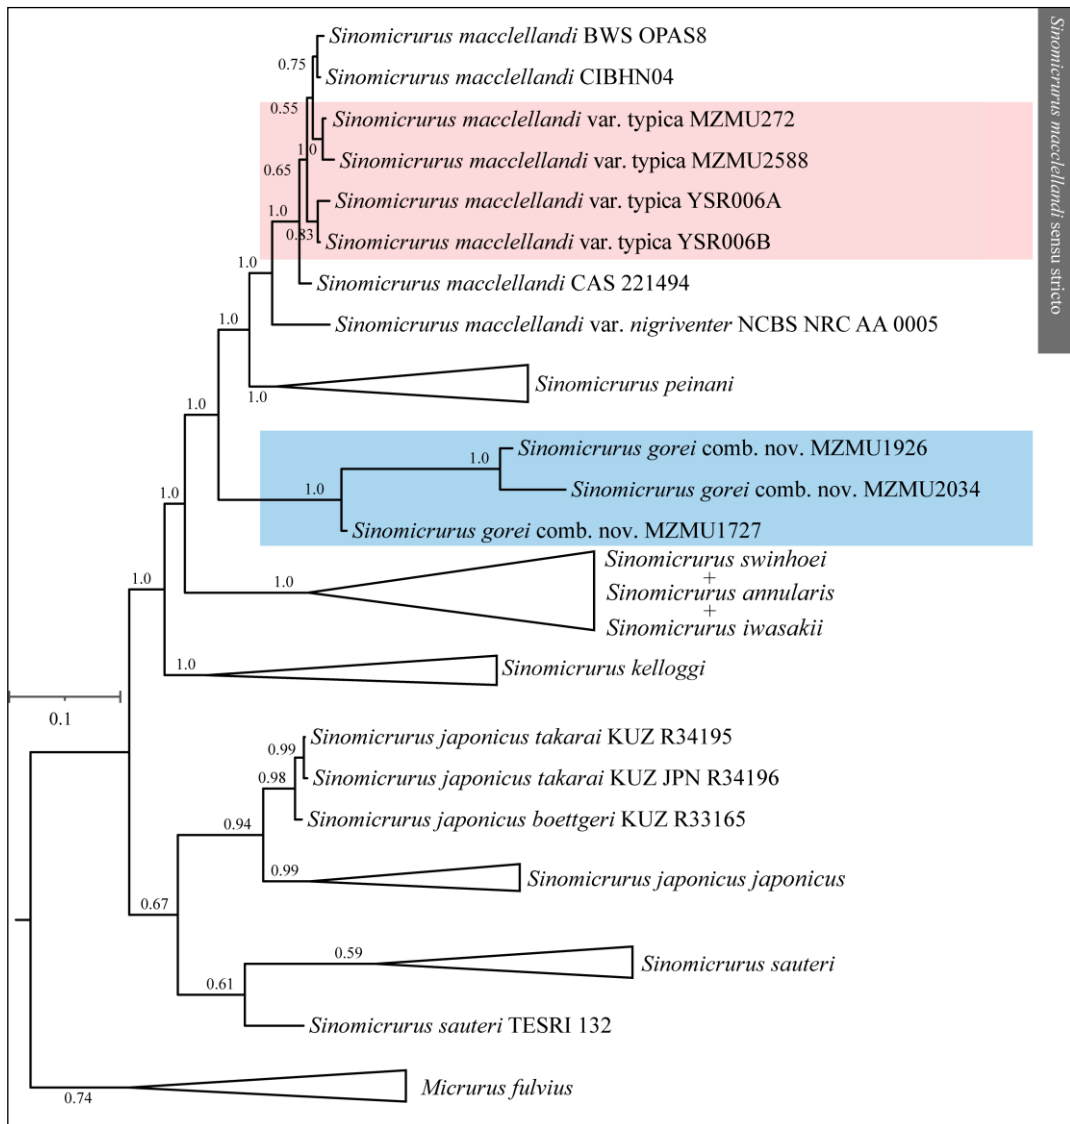 Sinomicrurus macclellandi BWS OPAS8
0.75
Sinomicrurus macclellandi CIBHN04
Sinomicrurus macclellandi sensu stricto
0.55
Sinomicrurus macclellandi var. typica MZMU272
1.0
Sinomicrurus macclellandi var. typica MZMU2588
0.65
Sinomicrurus macclellandi var. typica YSR006A
1.0
0.83
Sinomicrurus macclellandi var. typica YSR006B
1.0
Sinomicrurus macclellandi CAS 221494
1.0
Sinomicrurus macclellandi var. nigriventer NCBS NRC AA 0005
1.0
Sinomicrurus peinani
1.0
1.0
Sinomicrurus gorei comb. nov. MZMU1926
1.0
Sinomicrurus gorei comb. nov. MZMU2034
1.0
1.0
Sinomicrurus gorei comb. nov. MZMU1727
Sinomicrurus swinhoei
+
1.0
1.0
Sinomicrurus annularis
+
Sinomicrurus iwasakii
1.0
Sinomicrurus kelloggi
0.1
Sinomicrurus japonicus takarai KUZ R34195
0.99
Sinomicrurus japonicus takarai KUZ JPN R34196
0.98
Sinomicrurus japonicus boettgeri KUZ R33165
0.94
0.99
Sinomicrurus japonicus japonicus
0.67
0.59
Sinomicrurus sauteri
0.61
Sinomicrurus sauteri TESRI 132
Micrurus fulvius
0.74